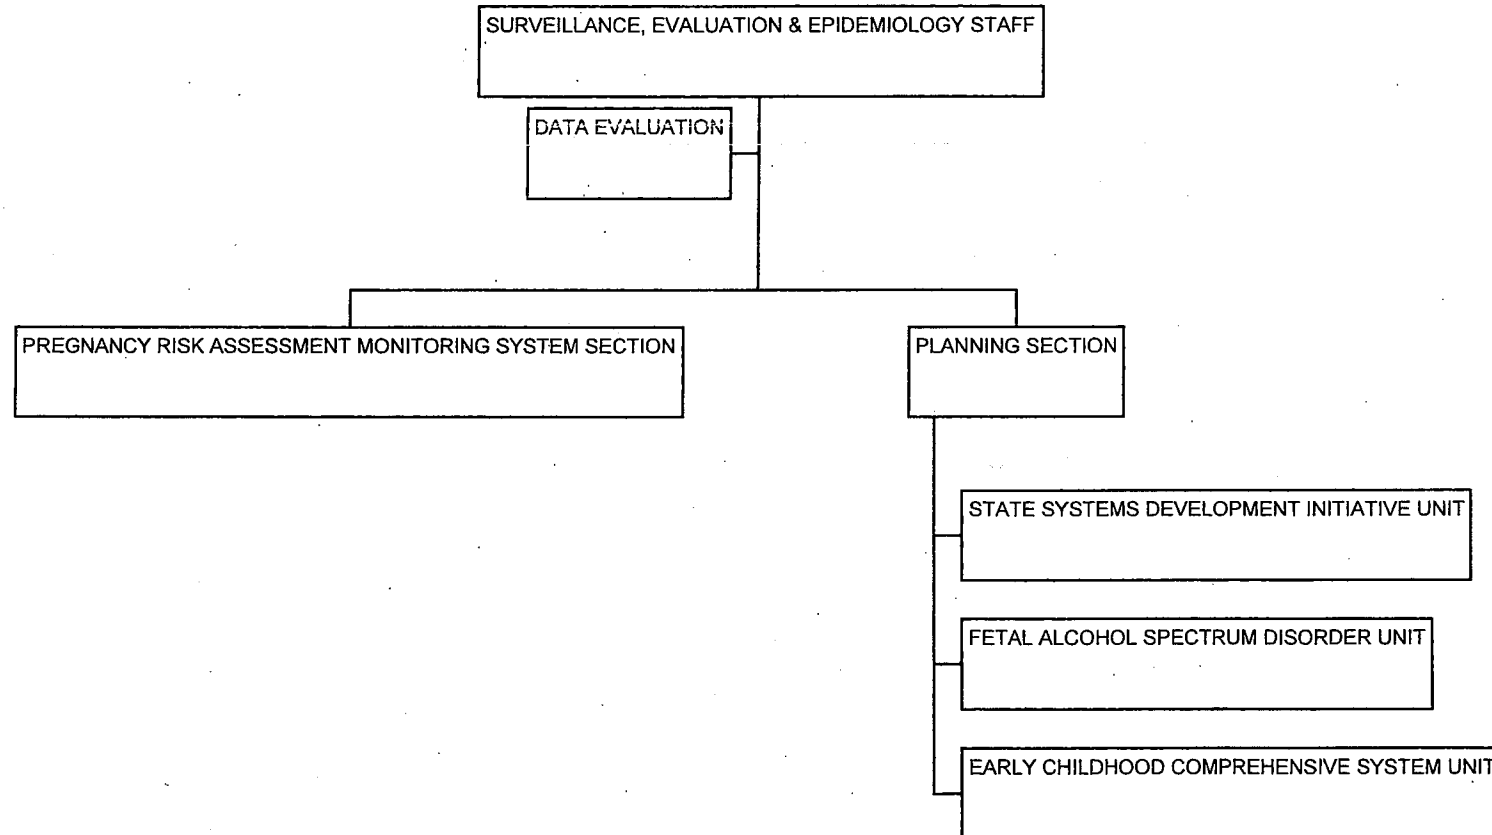 SURVEILLANCE, EVALUATION & EPIDEMIOLOGY STAFF
DATA EVALUATION
PREGNANCY RISK ASSESSMENT MONITORING SYSTEM SECTION
PLANNING SECTION
STATE SYSTEMS DEVELOPMENT INITIATIVE UNIT
FETAL ALCOHOL SPECTRUM DISORDER UNIT
EARLY CHILDHOOD COMPREHENSIVE SYSTEM UNIT